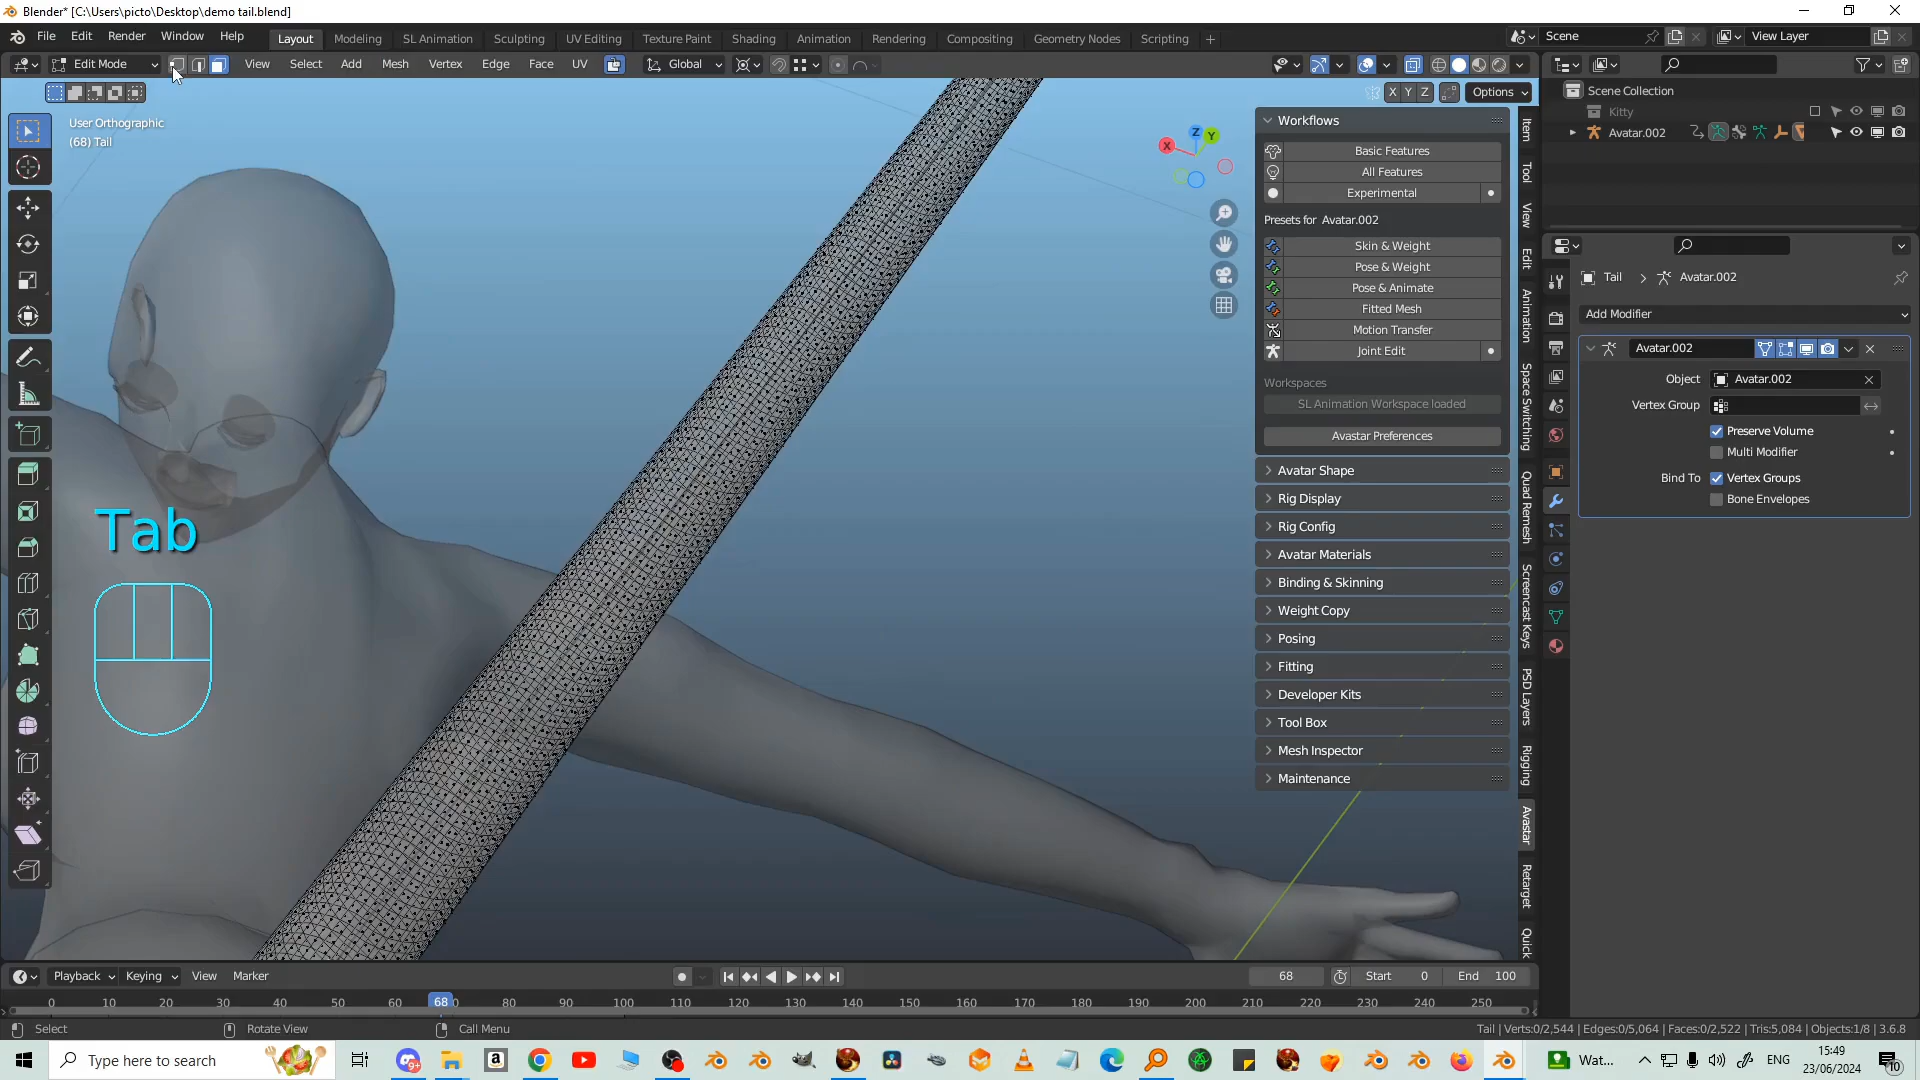 Blender* [C:\Users\picto\Desktop\demo tail.blend]
File Edit Render Window Help
Layout Modeling SL Animation Sculpting UV Editing Texture Paint Shading Animation Rendering Compositing Geometry Nodes Scripting +
Scene
View Layer
Edit Mode View Select Add Mesh Vertex Edge Face UV Global
X Y Z Options
User Orthographic
(68) Tail
Z Y X
Tab
Workflows
Basic Features
All Features
Experimental
Presets for Avatar.002
Skin & Weight
Pose & Weight
Pose & Animate
Fitted Mesh
Motion Transfer
Joint Edit
Workspaces
SL Animation Workspace loaded
Avastar Preferences
Avatar Shape
Rig Display
Rig Config
Avatar Materials
Binding & Skinning
Weight Copy
Posing
Fitting
Developer Kits
Tool Box
Mesh Inspector
Maintenance
Item
Tool
View
Edit
Animation
Space Switching
Quad Remesh
Screencast Keys
PSD Layers
Rigging
Avastar
Retarget
Quick
Scene Collection
Kitty
Avatar.002
Tail > Avatar.002
Add Modifier
Avatar.002
Object Avatar.002
Vertex Group
Preserve Volume
Multi Modifier
Bind To Vertex Groups
Bone Envelopes
Playback Keying View Marker
68 Start 0 End 100
0 10 20 30 40 50 60 68 80 90 100 110 120 130 140 150 160 170 180 190 200 210 220 230 240 250
Select Rotate View Call Menu
Tail | Verts:0/2,544 | Edges:0/5,064 | Faces:0/2,522 | Tris:5,084 | Objects:1/8 | 3.6.8
Type here to search
Wat...
ENG
15:49
23/06/2024
10